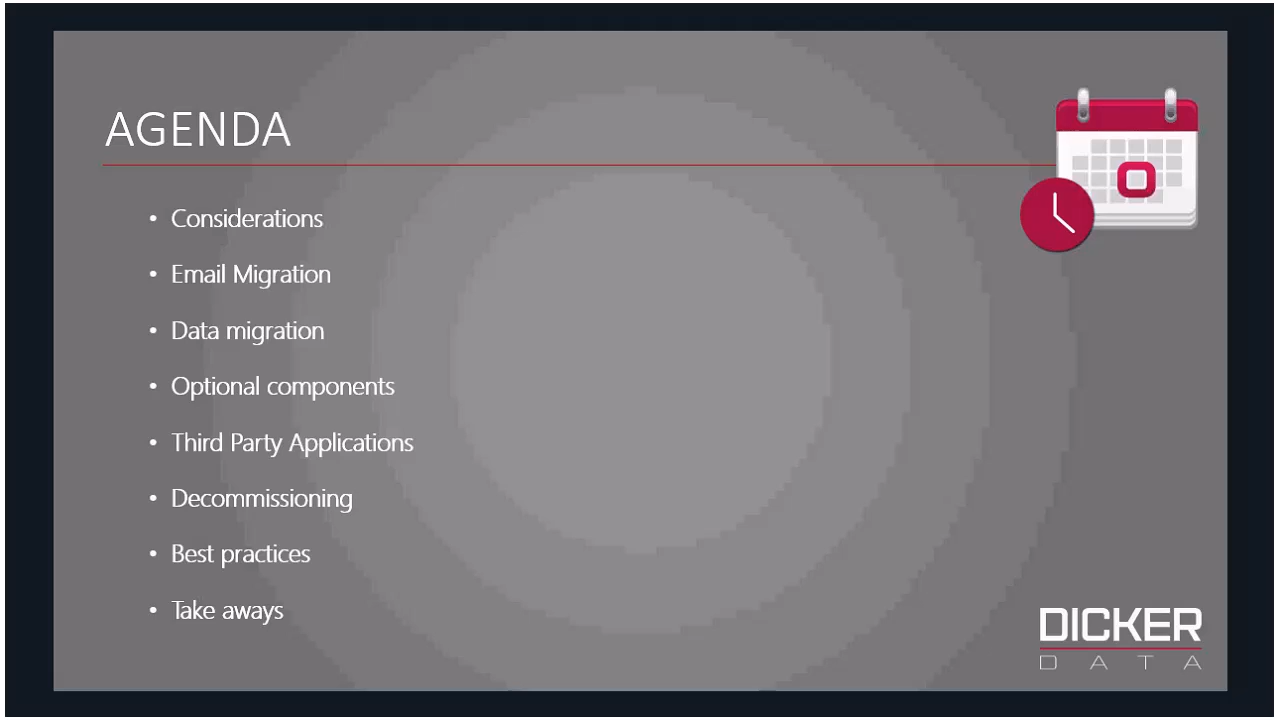 AGENDA
• Considerations
• Email Migration
• Data migration
• Optional components
• Third Party Applications
• Decommissioning
• Best practices
• Take aways
DICKER
DATA